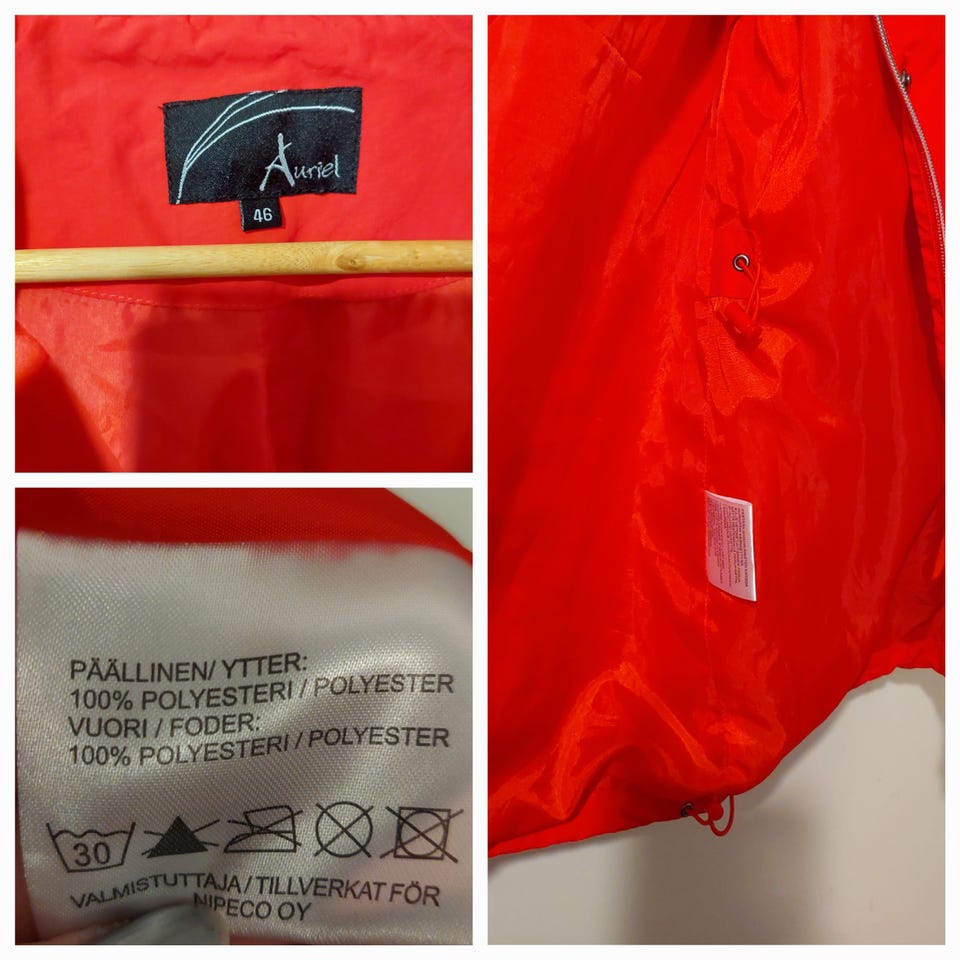 Auriel
46
PÄÄLLINEN/ YTTER:
100% POLYESTERI / POLYESTER
VUORI / FODER:
100% POLYESTERI / POLYESTER
30
VALMISTUTTAJA / TILLVERKAT FÖR
NIPECO OY